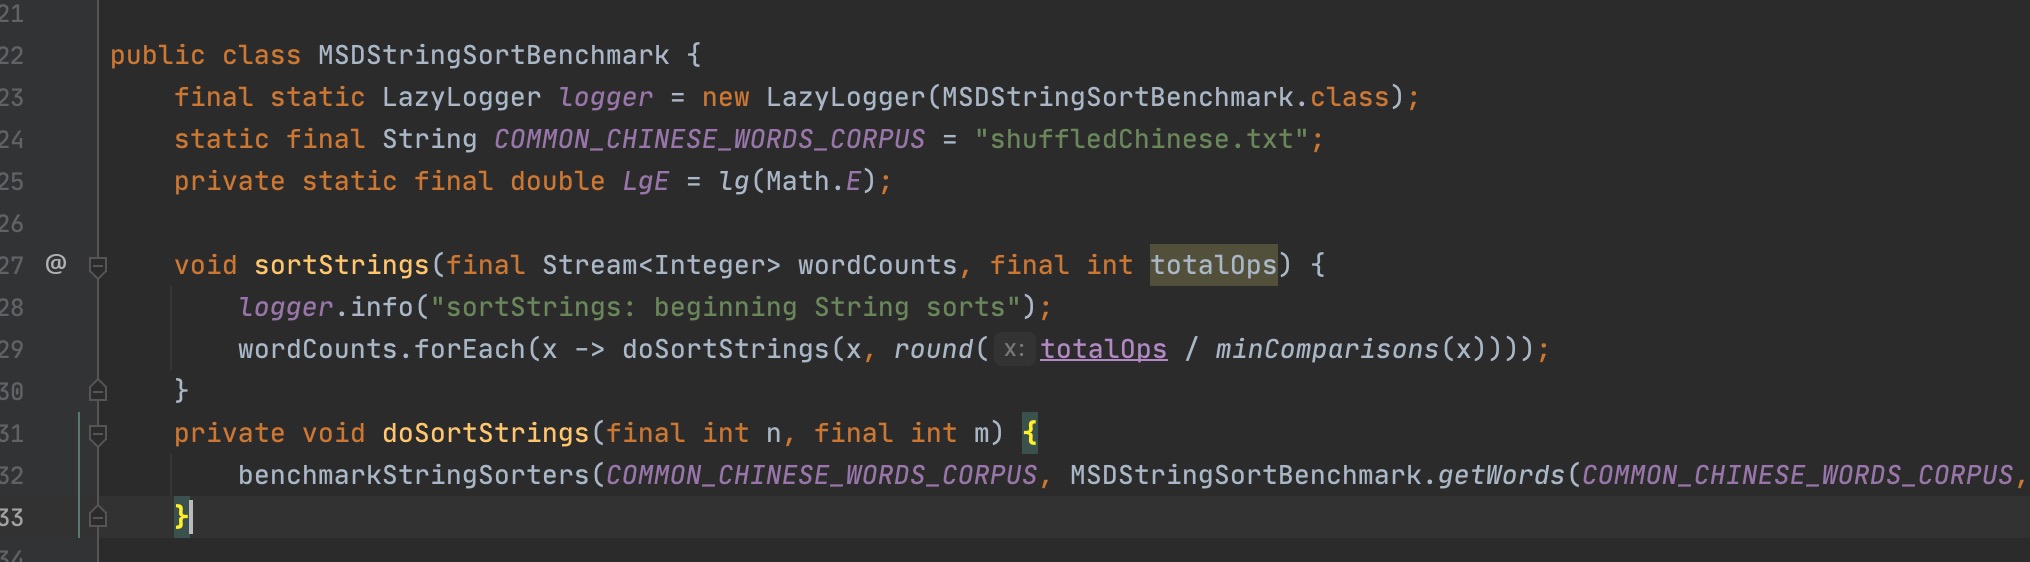 21
22 public class MSDStringSortBenchmark {
23 final static LazyLogger logger = new LazyLogger(MSDStringSortBenchmark.class);
24 static final String COMMON_CHINESE_WORDS_CORPUS = "shuffledChinese.txt";
25 private static final double LgE = lg(Math.E);
26
27 @ void sortStrings(final Stream<Integer> wordCounts, final int totalOps) {
28 logger.info("sortStrings: beginning String sorts");
29 wordCounts.forEach(x -> doSortStrings(x, round( x: totalOps / minComparisons(x))));
30 }
31 private void doSortStrings(final int n, final int m) {
32 benchmarkStringSorters(COMMON_CHINESE_WORDS_CORPUS, MSDStringSortBenchmark.getWords(COMMON_CHINESE_WORDS_CORPUS,
33 }
34